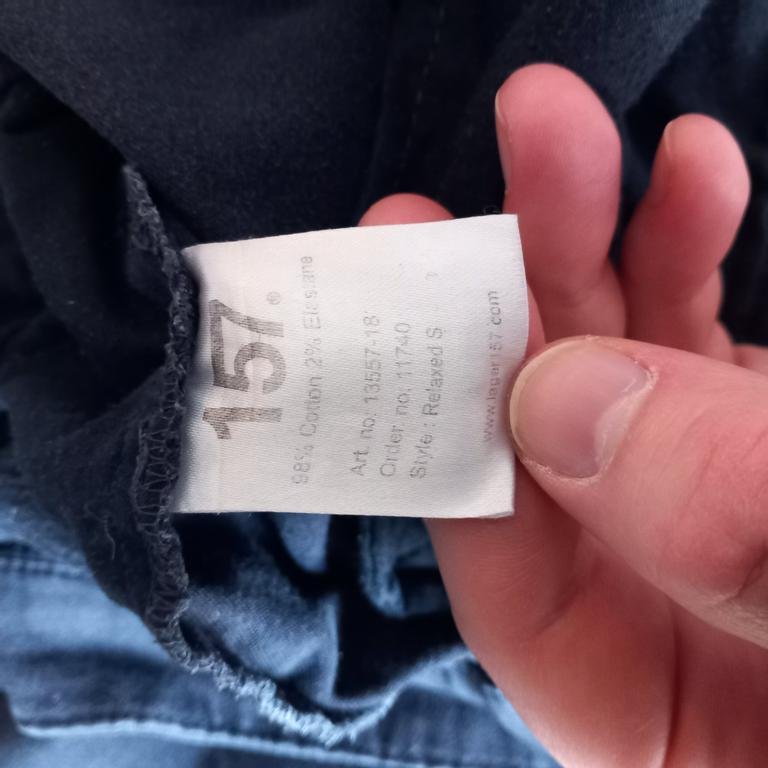 157.®
98% Cotton 2% Elastane
Art. no: 13557-18
Order. no: 11740
Style : Relaxed S
www.lager157.com